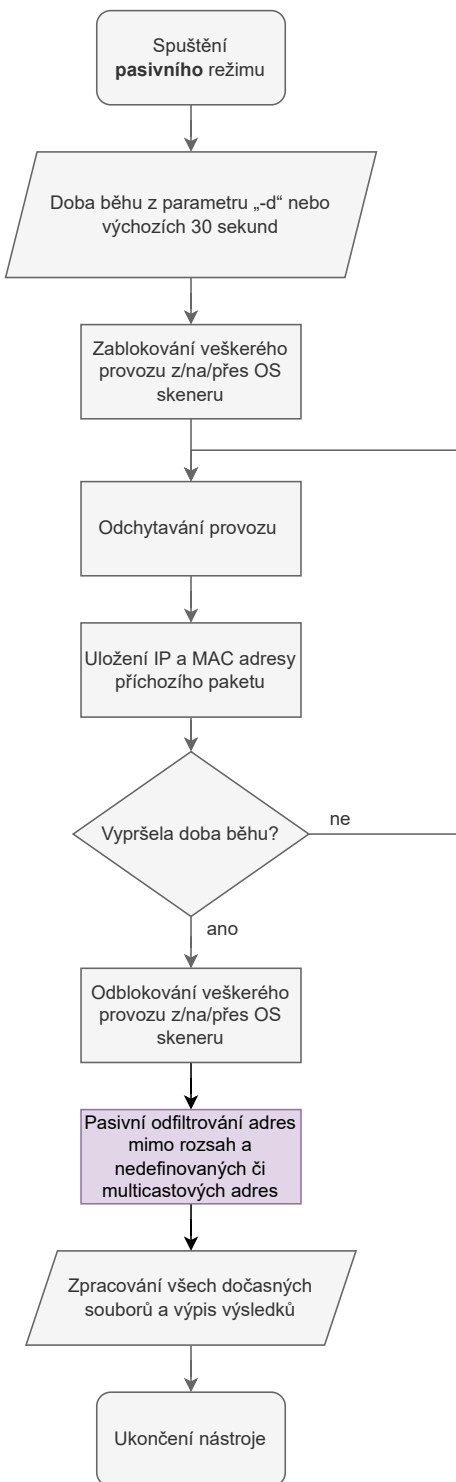 Spuštění
pasivního režimu
Doba běhu z parametru „-d“ nebo
výchozích 30 sekund
Zablokování veškerého
provozu z/na/přes OS
skeneru
Odchytavání provozu
Uložení IP a MAC adresy
příchozího paketu
Vypršela doba běhu?
ne
ano
Odblokování veškerého
provozu z/na/přes OS
skeneru
Pasivní odfiltrování adres
mimo rozsah a
nedefinovaných či
multicastových adres
Zpracování všech dočasných
souborů a výpis výsledků
Ukončení nástroje